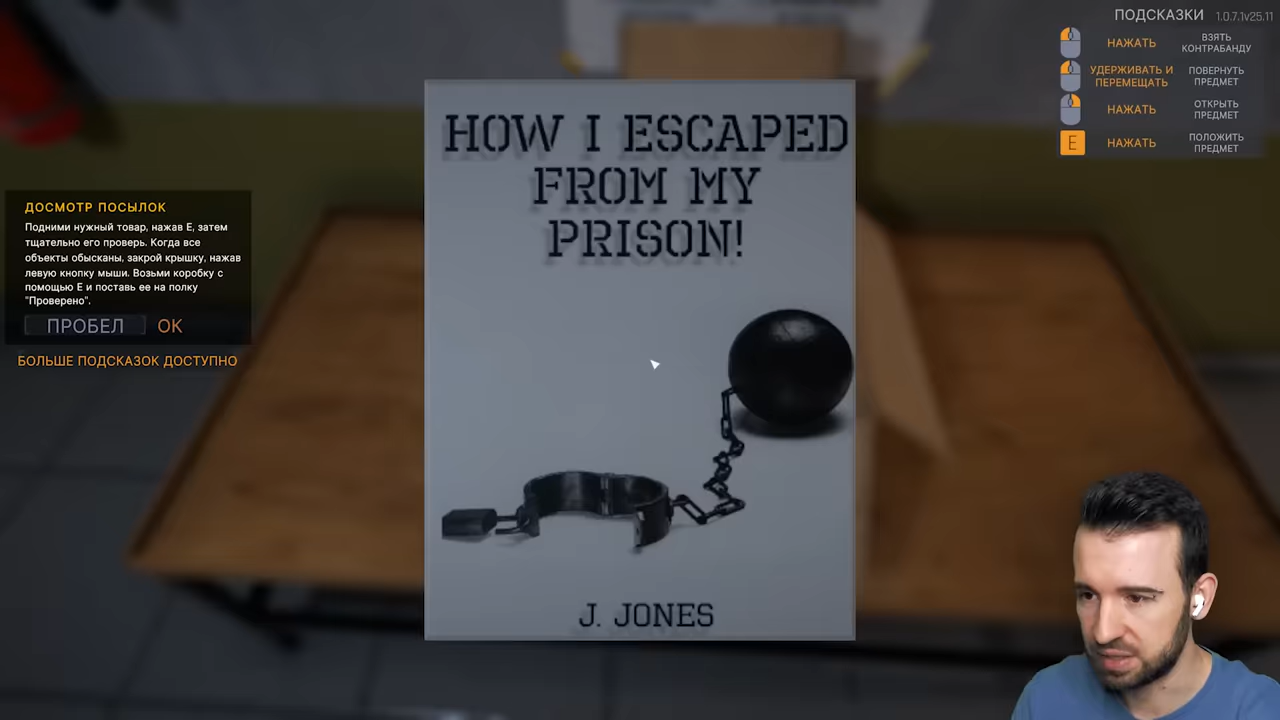 ПОДСКАЗКИ 1.0.7.1v25.11
НАЖАТЬ ВЗЯТЬ КОНТРАБАНДУ
УДЕРЖИВАТЬ И ПЕРЕМЕЩАТЬ ПОВЕРНУТЬ ПРЕДМЕТ
НАЖАТЬ ОТКРЫТЬ ПРЕДМЕТ
E НАЖАТЬ ПОЛОЖИТЬ ПРЕДМЕТ
HOW I ESCAPED
FROM MY
PRISON!
J. JONES
ДОСМОТР ПОСЫЛОК
Подними нужный товар, нажав E, затем
тщательно его проверь. Когда все
объекты обысканы, закрой крышку, нажав
левую кнопку мыши. Возьми коробку с
помощью E и поставь ее на полку
"Проверено".
ПРОБЕЛ ОК
БОЛЬШЕ ПОДСКАЗОК ДОСТУПНО